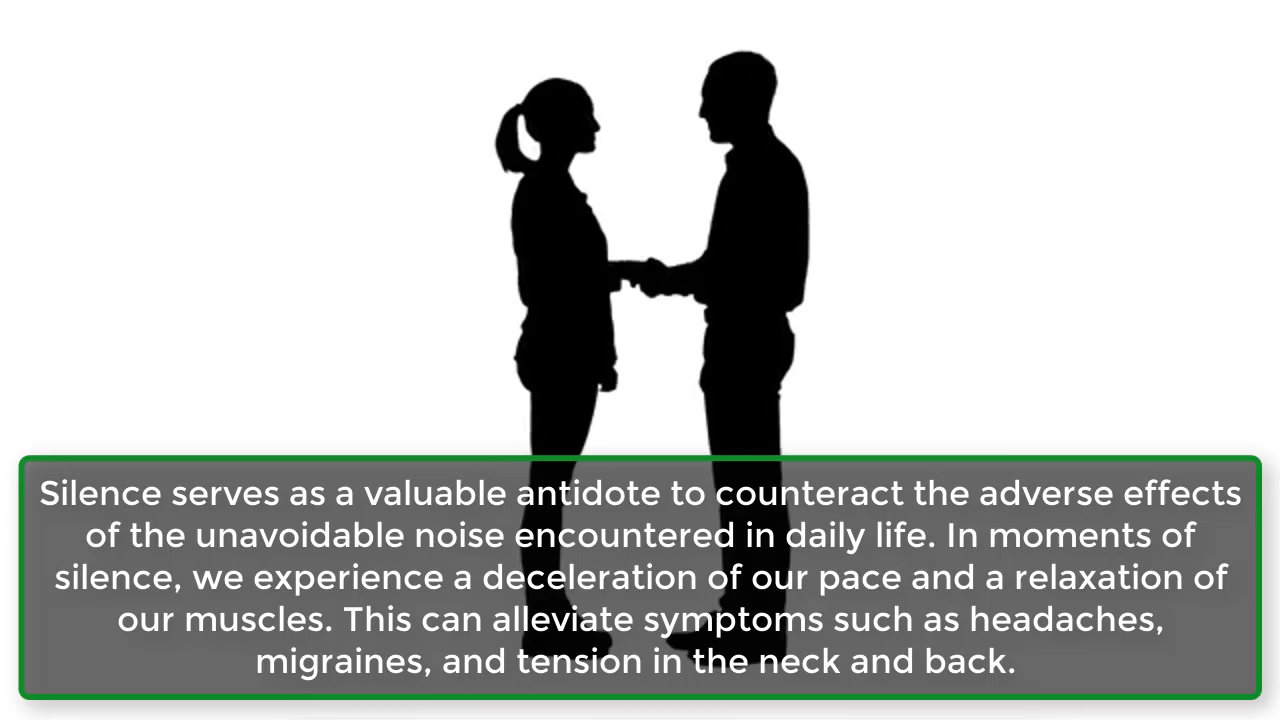 Silence serves as a valuable antidote to counteract the adverse effects
of the unavoidable noise encountered in daily life. In moments of
silence, we experience a deceleration of our pace and a relaxation of
our muscles. This can alleviate symptoms such as headaches,
migraines, and tension in the neck and back.